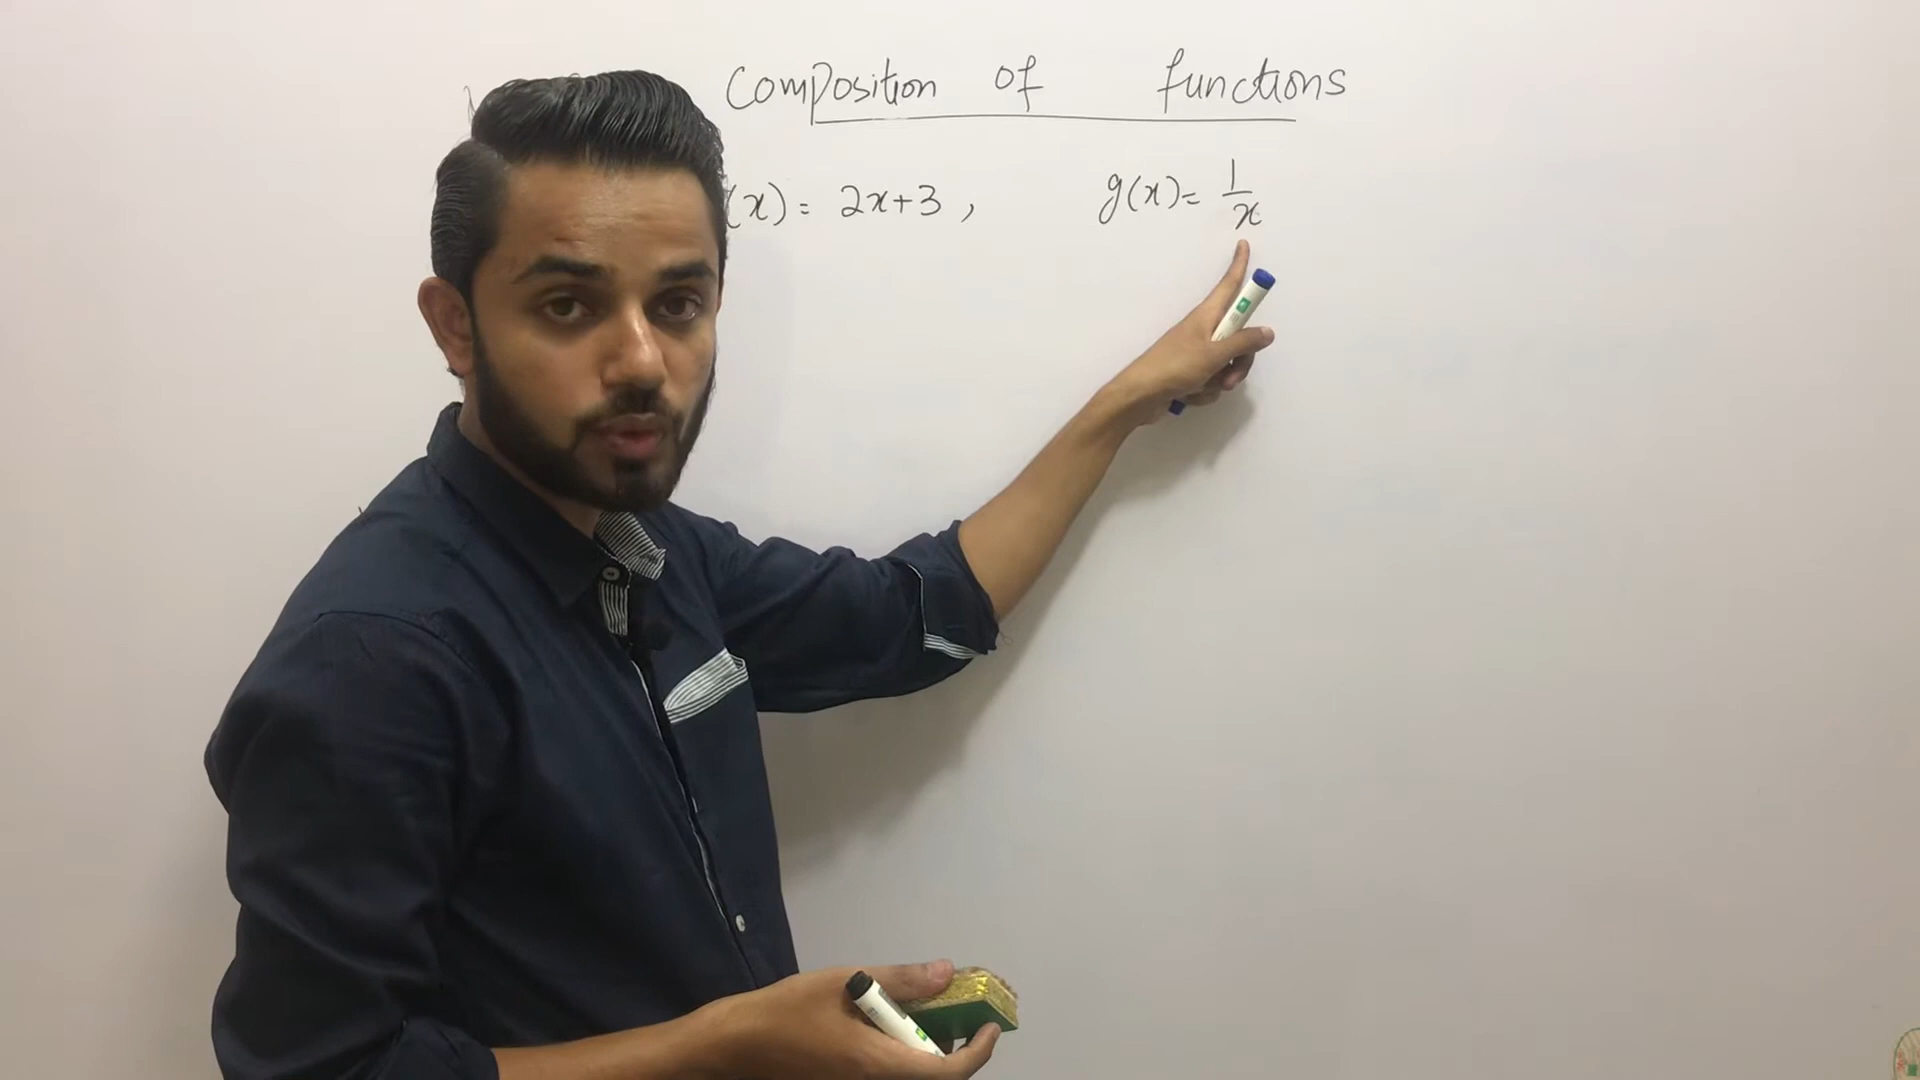 Composition of functions
(x) = 2x+3 , g(x) = 1/x